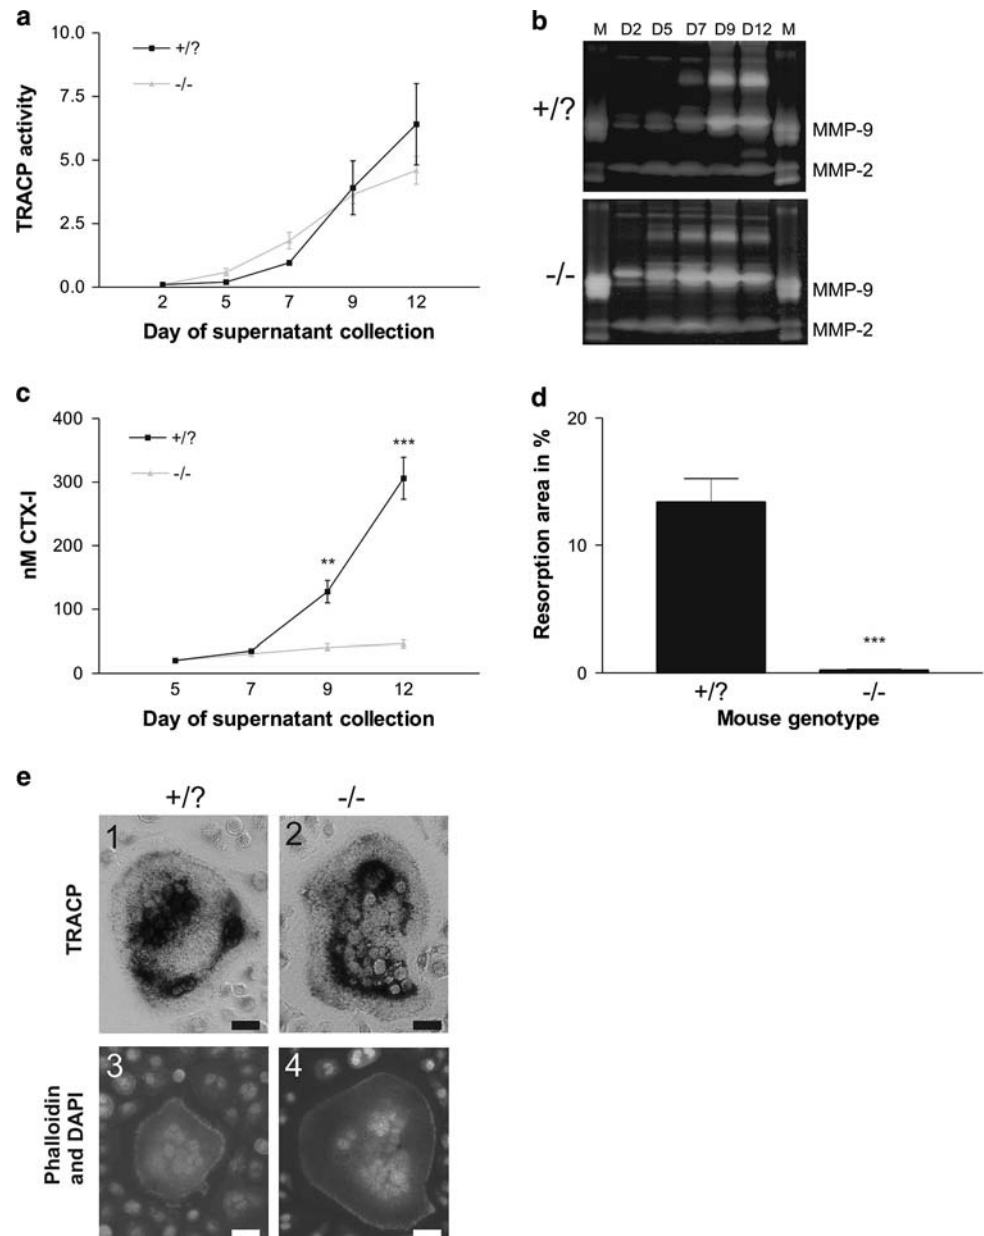 a
10.0
7.5
5.0
2.5
0.0
TRACP activity
+/?
-/-
2 5 7 9 12
Day of supernatant collection
b
M D2 D5 D7 D9 D12 M
+/?
MMP-9
MMP-2
-/-
MMP-9
MMP-2
c
400
300
200
100
0
nM CTX-I
+/?
-/-
**
***
5 7 9 12
Day of supernatant collection
d
20
10
0
Resorption area in %
***
+/? -/-
Mouse genotype
e
+/? -/-
TRACP
1 2
Phalloidin
and DAPI
3 4